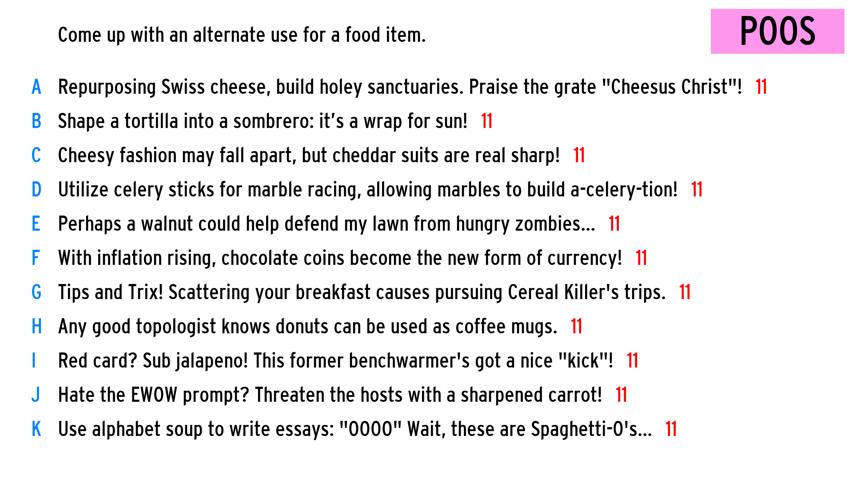 Come up with an alternate use for a food item.
POOS
A Repurposing Swiss cheese, build holey sanctuaries. Praise the grate "Cheesus Christ"! 11
B Shape a tortilla into a sombrero: it's a wrap for sun! 11
C Cheesy fashion may fall apart, but cheddar suits are real sharp! 11
D Utilize celery sticks for marble racing, allowing marbles to build a-celery-tion! 11
E Perhaps a walnut could help defend my lawn from hungry zombies... 11
F With inflation rising, chocolate coins become the new form of currency! 11
G Tips and Trix! Scattering your breakfast causes pursuing Cereal Killer's trips. 11
H Any good topologist knows donuts can be used as coffee mugs. 11
I Red card? Sub jalapeno! This former benchwarmer's got a nice "kick"! 11
J Hate the EWOW prompt? Threaten the hosts with a sharpened carrot! 11
K Use alphabet soup to write essays: "OOOO" Wait, these are Spaghetti-O's... 11